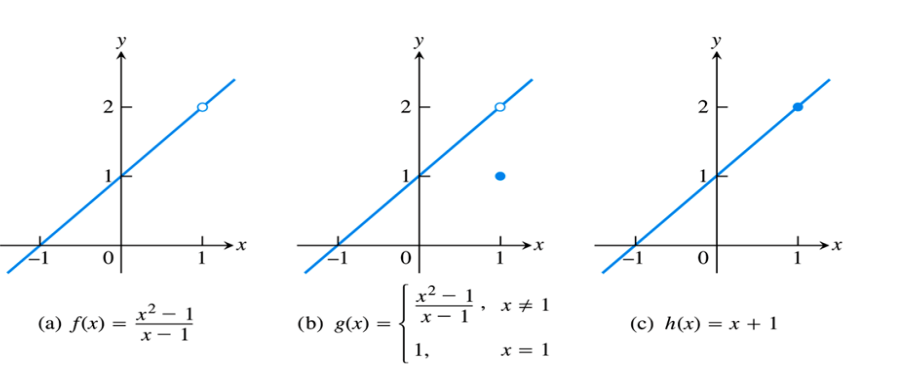 y
2
1
−1
0
1
x
(a) f(x) = x² − 1 / x − 1
y
2
1
−1
0
1
x
(b) g(x) = { x² − 1 / x − 1 , x ≠ 1
1, x = 1
y
2
1
−1
0
1
x
(c) h(x) = x + 1